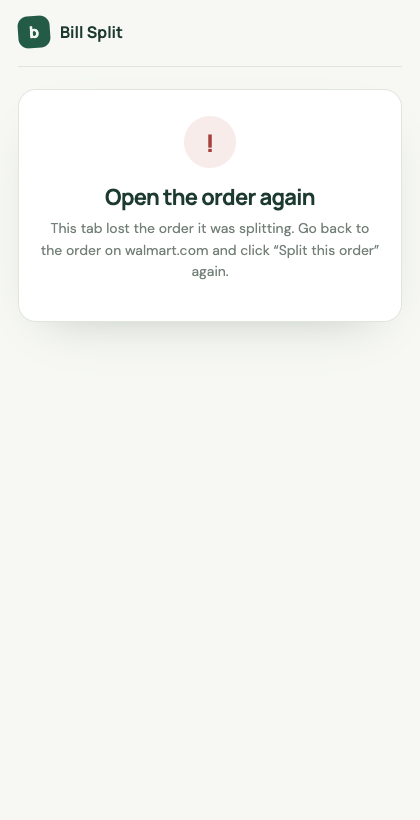 b
Bill Split
!
Open the order again
This tab lost the order it was splitting. Go back to
the order on walmart.com and click “Split this order”
again.